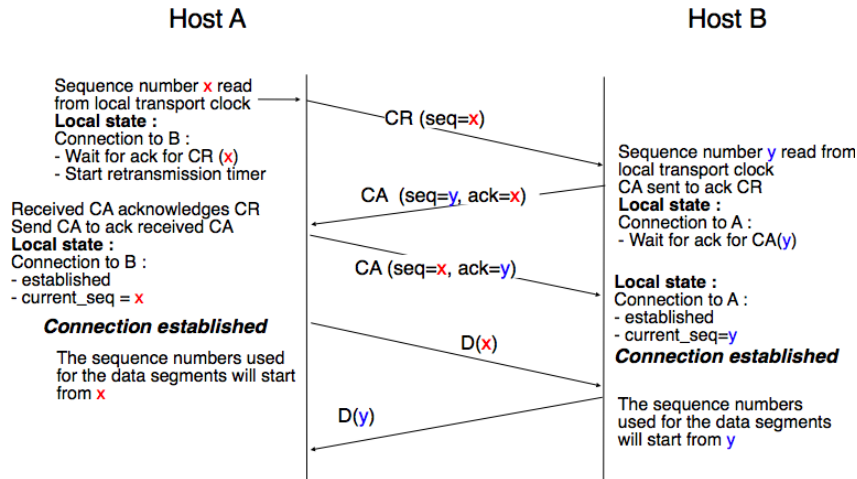 Host A
Host B
Sequence number x read
from local transport clock
Local state :
Connection to B :
- Wait for ack for CR (x)
- Start retransmission timer
CR (seq=x)
Sequence number y read from
local transport clock
CA sent to ack CR
Local state :
Connection to A :
- Wait for ack for CA(y)
CA (seq=y, ack=x)
Received CA acknowledges CR
Send CA to ack received CA
Local state :
Connection to B :
- established
- current_seq = x
Connection established
CA (seq=x, ack=y)
Local state :
Connection to A :
- established
- current_seq=y
Connection established
The sequence numbers used
for the data segments will start
from x
D(x)
D(y)
The sequence numbers
used for the data segments
will start from y